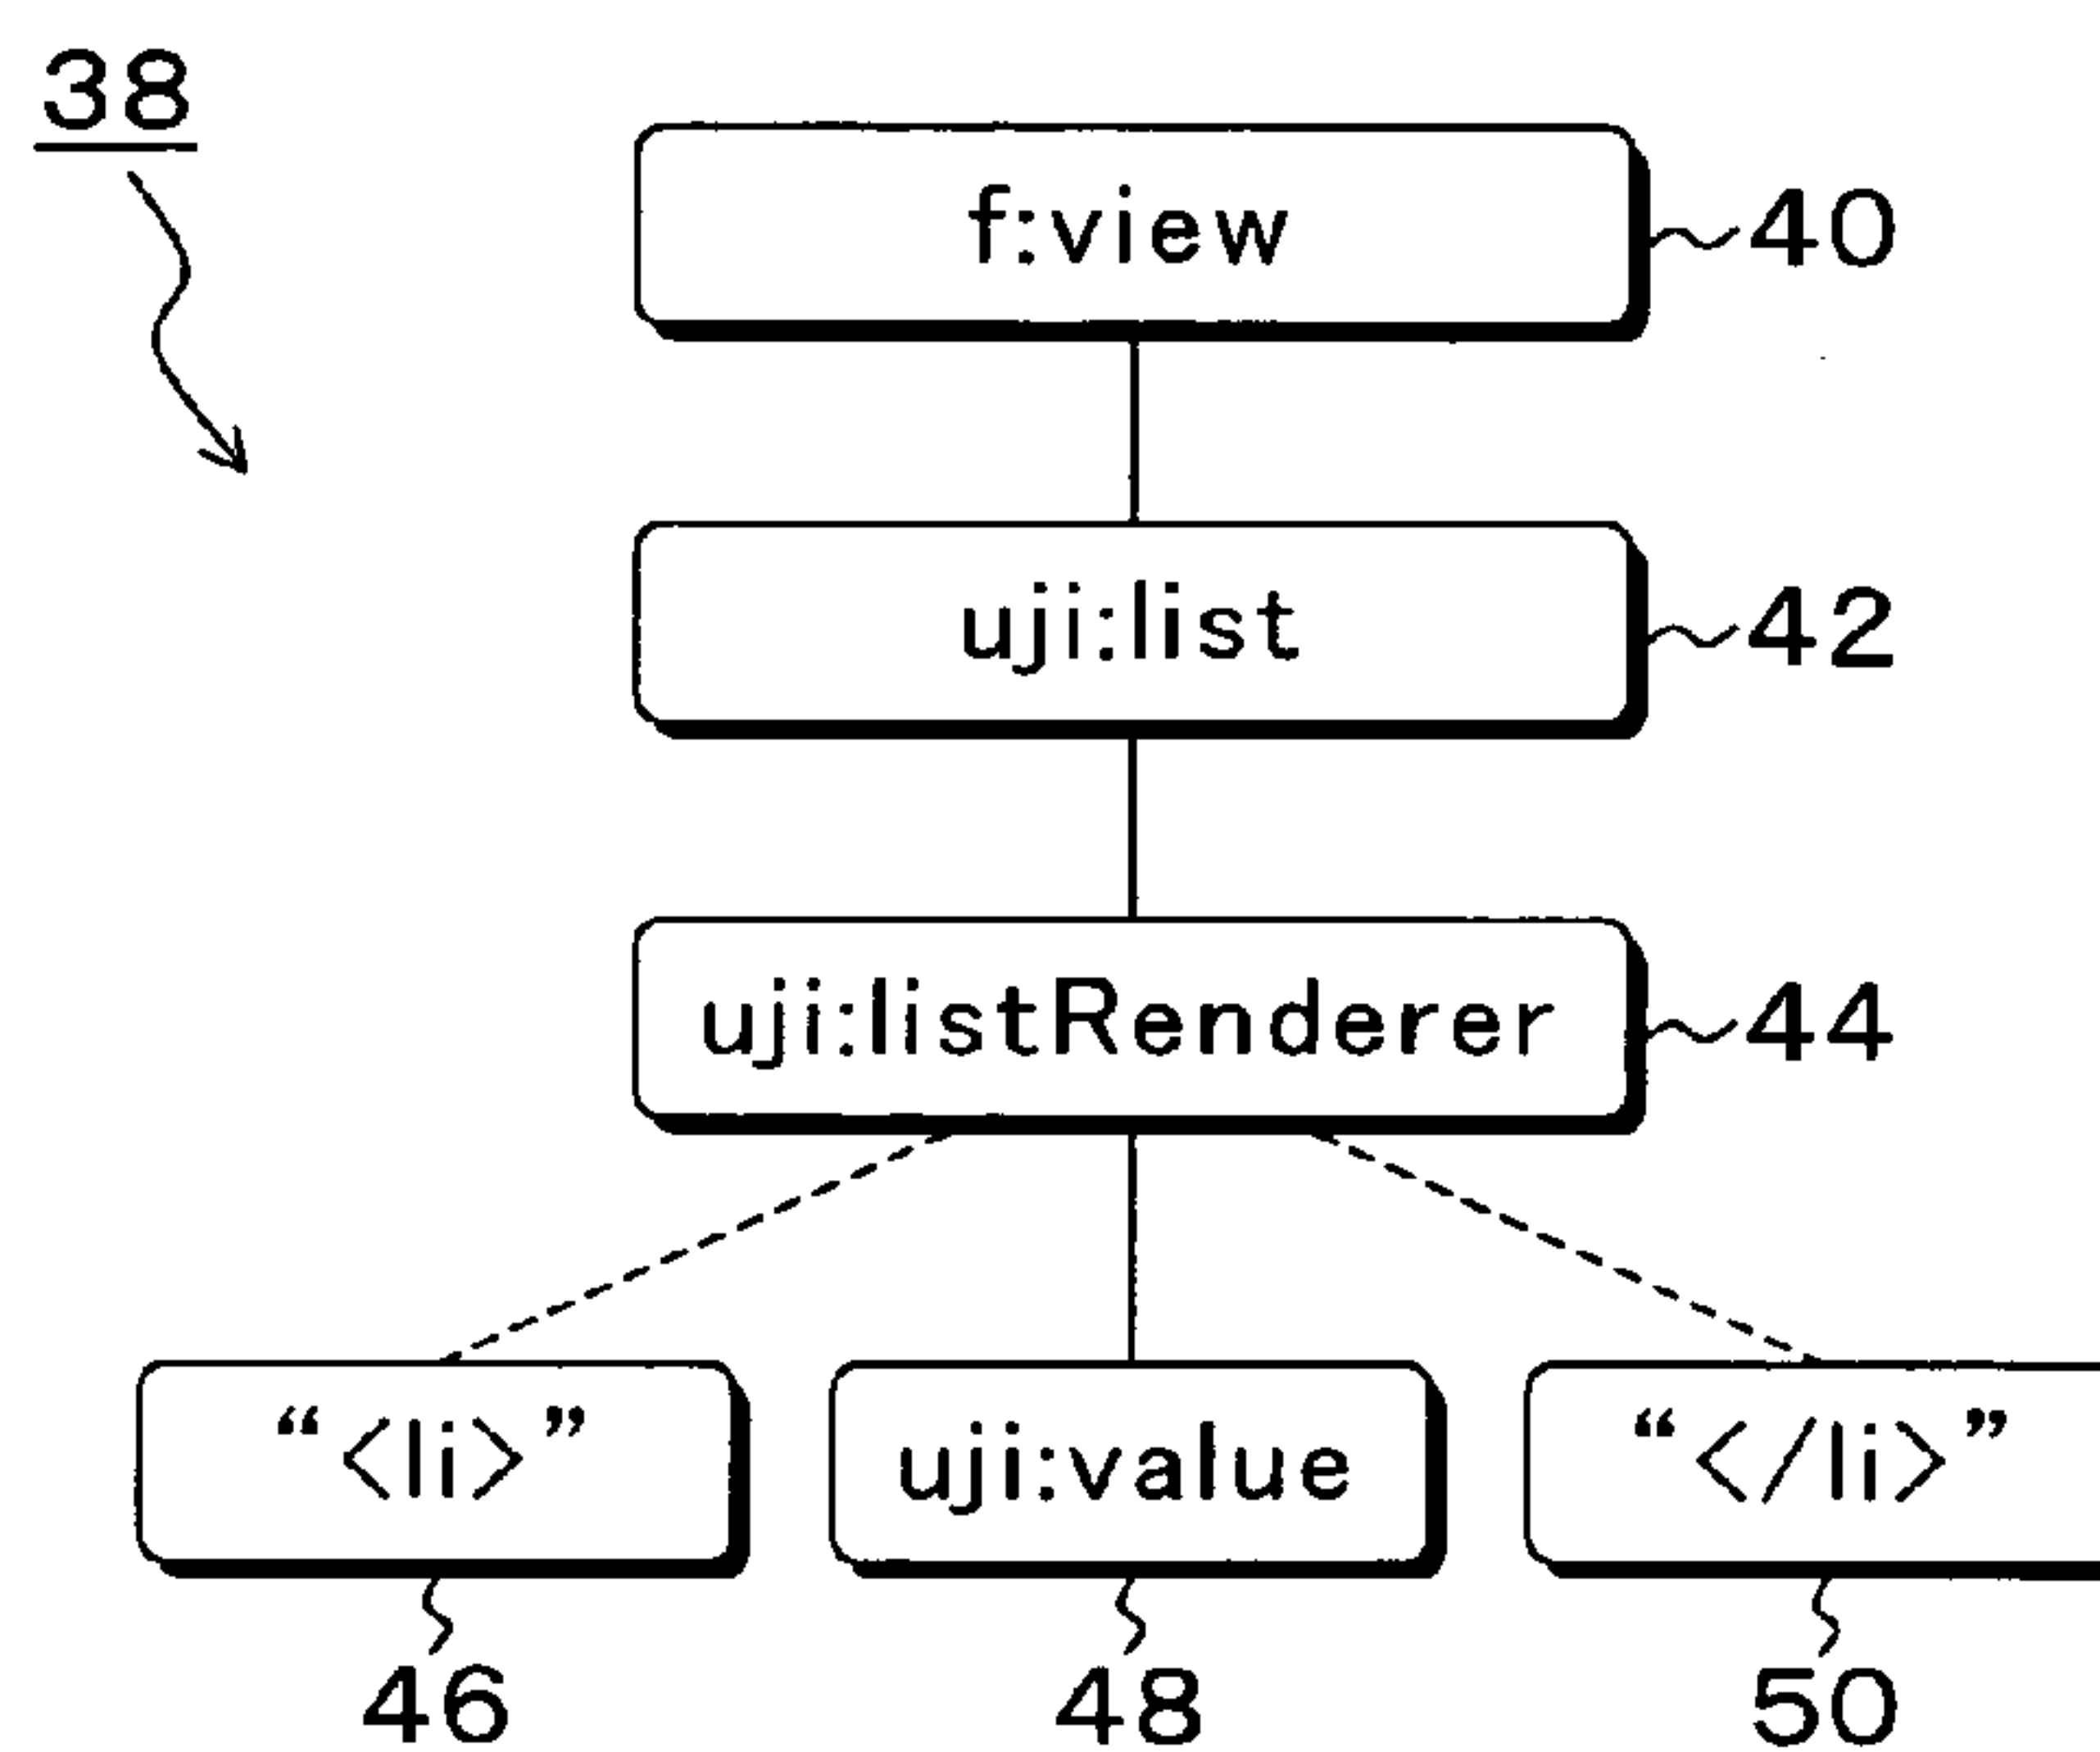 38
f:view
40
uji:list
42
uji:listRenderer
44
“<li>”
uji:value
“</li>”
46
48
50